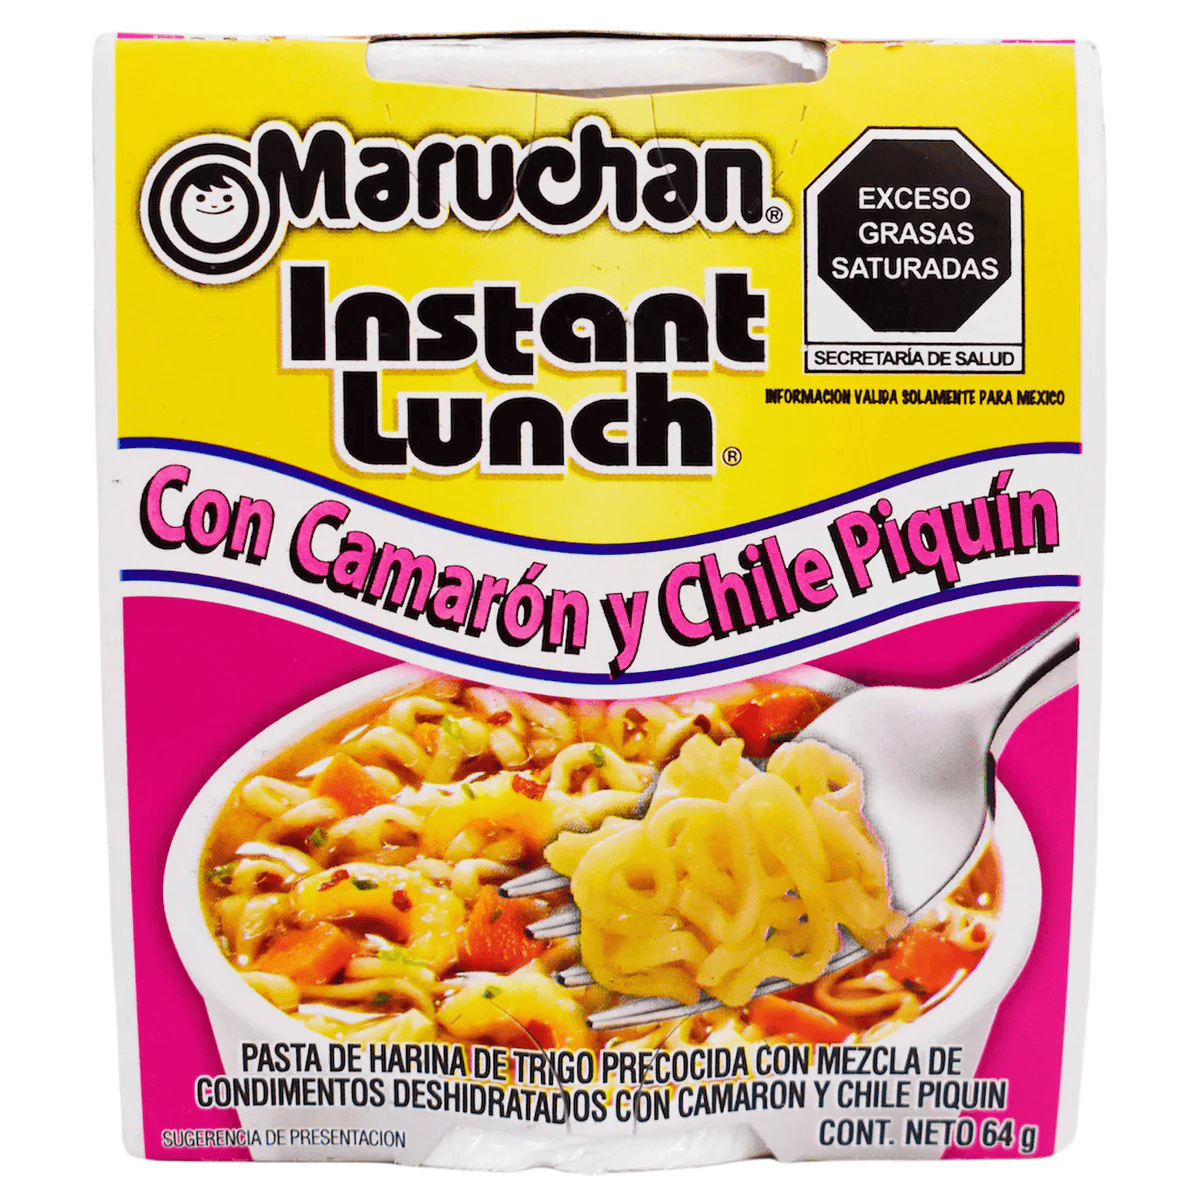 Maruchan®
Instant
Lunch®
EXCESO
GRASAS
SATURADAS
SECRETARÍA DE SALUD
INFORMACION VALIDA SOLAMENTE PARA MEXICO
Con Camarón y Chile Piquín
PASTA DE HARINA DE TRIGO PRECOCIDA CON MEZCLA DE
CONDIMENTOS DESHIDRATADOS CON CAMARON Y CHILE PIQUIN
SUGERENCIA DE PRESENTACION
CONT. NETO 64 g